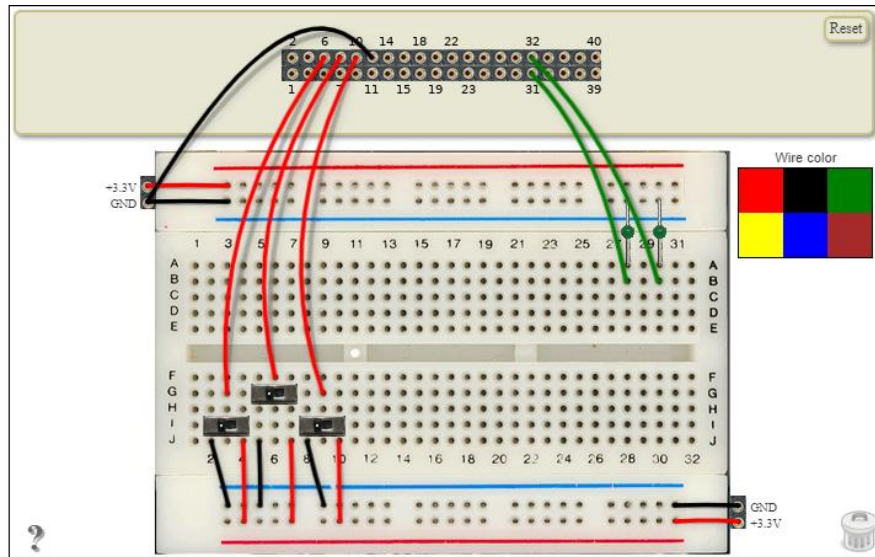 Reset
2 6 10 14 18 22 32 40
1 7 11 15 19 23 31 39
Wire color
+3.3V
GND
1 3 5 7 9 11 13 15 17 19 21 23 25 27 29 31
A A
B B
C C
D D
E E
F F
G G
H H
I I
J J
2 4 6 8 10 12 14 16 18 20 22 24 26 28 30 32
GND
+3.3V
?